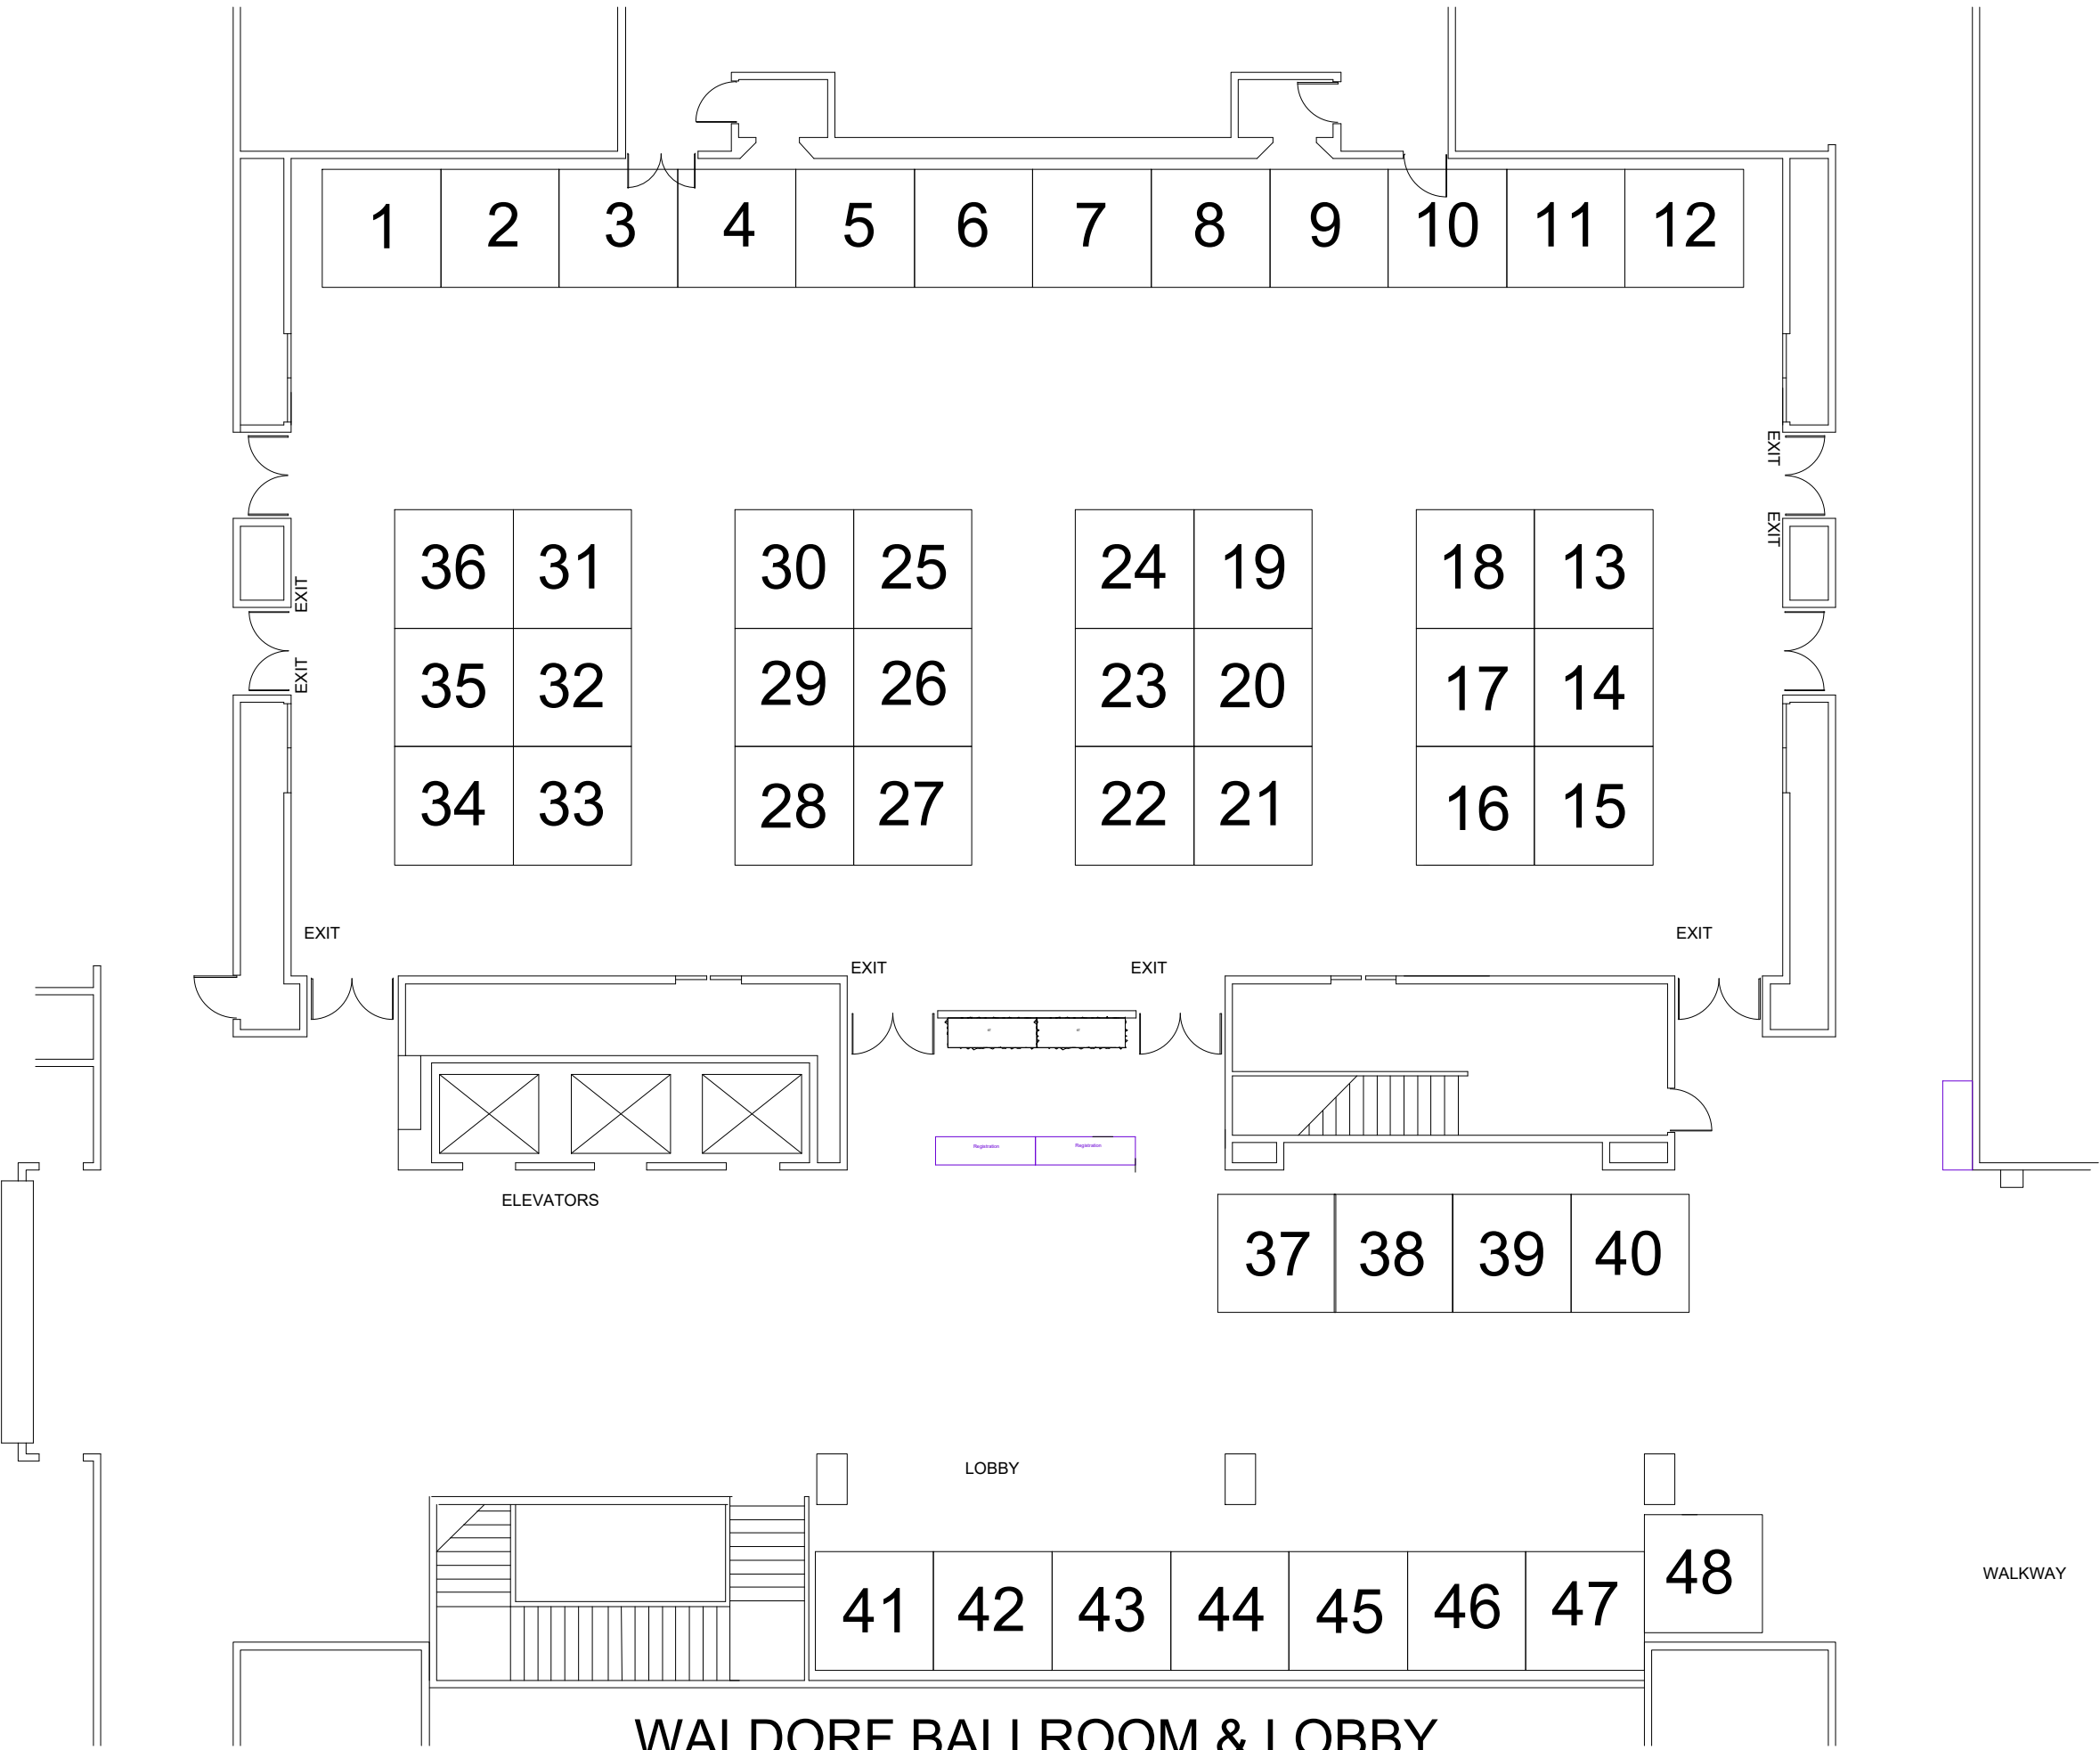 1 2 3 4 5 6 7 8 9 10 11 12
EXIT
EXIT
36 31 30 25 24 19 18 13
EXIT
35 32 29 26 23 20 17 14
EXIT
34 33 28 27 22 21 16 15
EXIT EXIT
EXIT EXIT
Registration Registration
ELEVATORS
37 38 39 40
LOBBY
48
WALKWAY
41 42 43 44 45 46 47
WALDORF BALLROOM & LOBBY